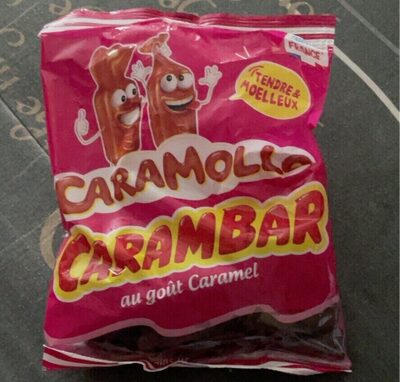 FRANCE
TENDRE &
MOELLEUX
CARAMOLLO
CARAMBAR
au goût Caramel